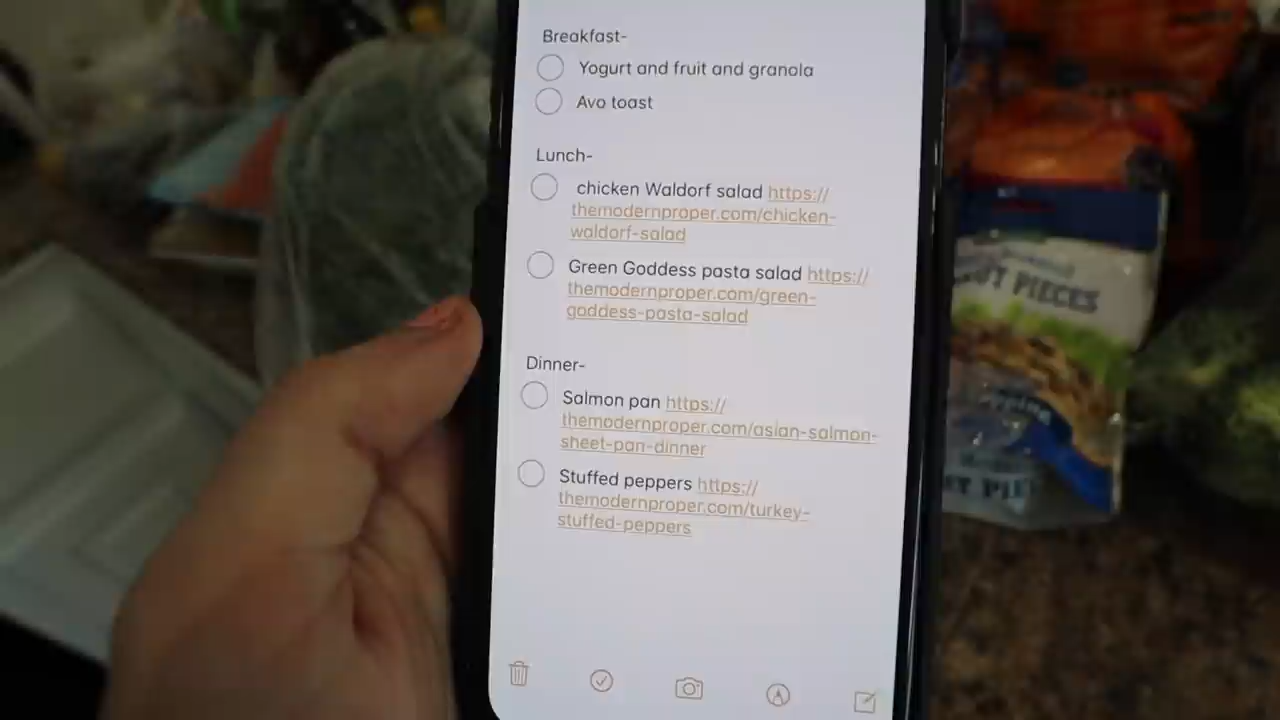 Breakfast-
Yogurt and fruit and granola
Avo toast
Lunch-
chicken Waldorf salad https://
themodernproper.com/chicken-
waldorf-salad
Green Goddess pasta salad https://
themodernproper.com/green-
goddess-pasta-salad
Dinner-
Salmon pan https://
themodernproper.com/asian-salmon-
sheet-pan-dinner
Stuffed peppers https://
themodernproper.com/turkey-
stuffed-peppers
PIECES